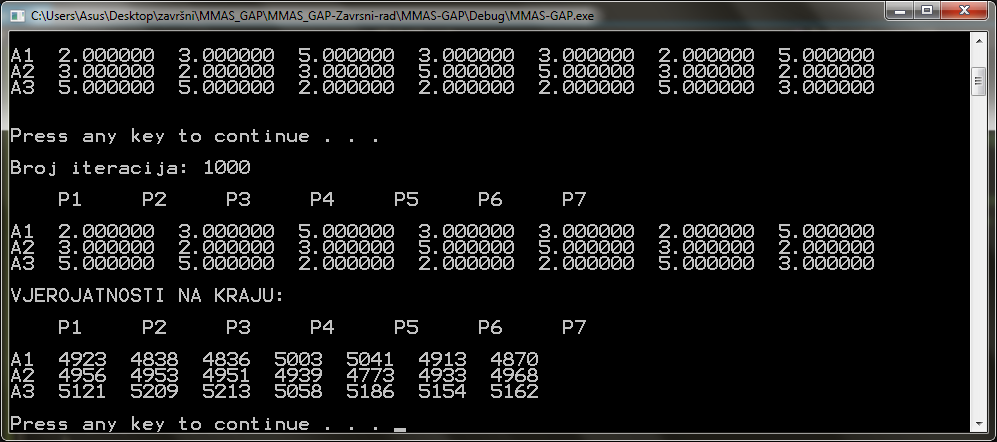 C:\Users\Asus\Desktop\završni\MMAS_GAP\MMAS_GAP-Zavrsni-rad\MMAS-GAP\Debug\MMAS-GAP.exe
A1 2.000000 3.000000 5.000000 3.000000 3.000000 2.000000 5.000000
A2 3.000000 2.000000 3.000000 5.000000 5.000000 3.000000 2.000000
A3 5.000000 5.000000 2.000000 2.000000 2.000000 5.000000 3.000000
Press any key to continue . . .
Broj iteracija: 1000
P1 P2 P3 P4 P5 P6 P7
A1 2.000000 3.000000 5.000000 3.000000 3.000000 2.000000 5.000000
A2 3.000000 2.000000 3.000000 5.000000 5.000000 3.000000 2.000000
A3 5.000000 5.000000 2.000000 2.000000 2.000000 5.000000 3.000000
VJEROJATNOSTI NA KRAJU:
P1 P2 P3 P4 P5 P6 P7
A1 4923 4838 4836 5003 5041 4913 4870
A2 4956 4953 4951 4939 4773 4933 4968
A3 5121 5209 5213 5058 5186 5154 5162
Press any key to continue . . .